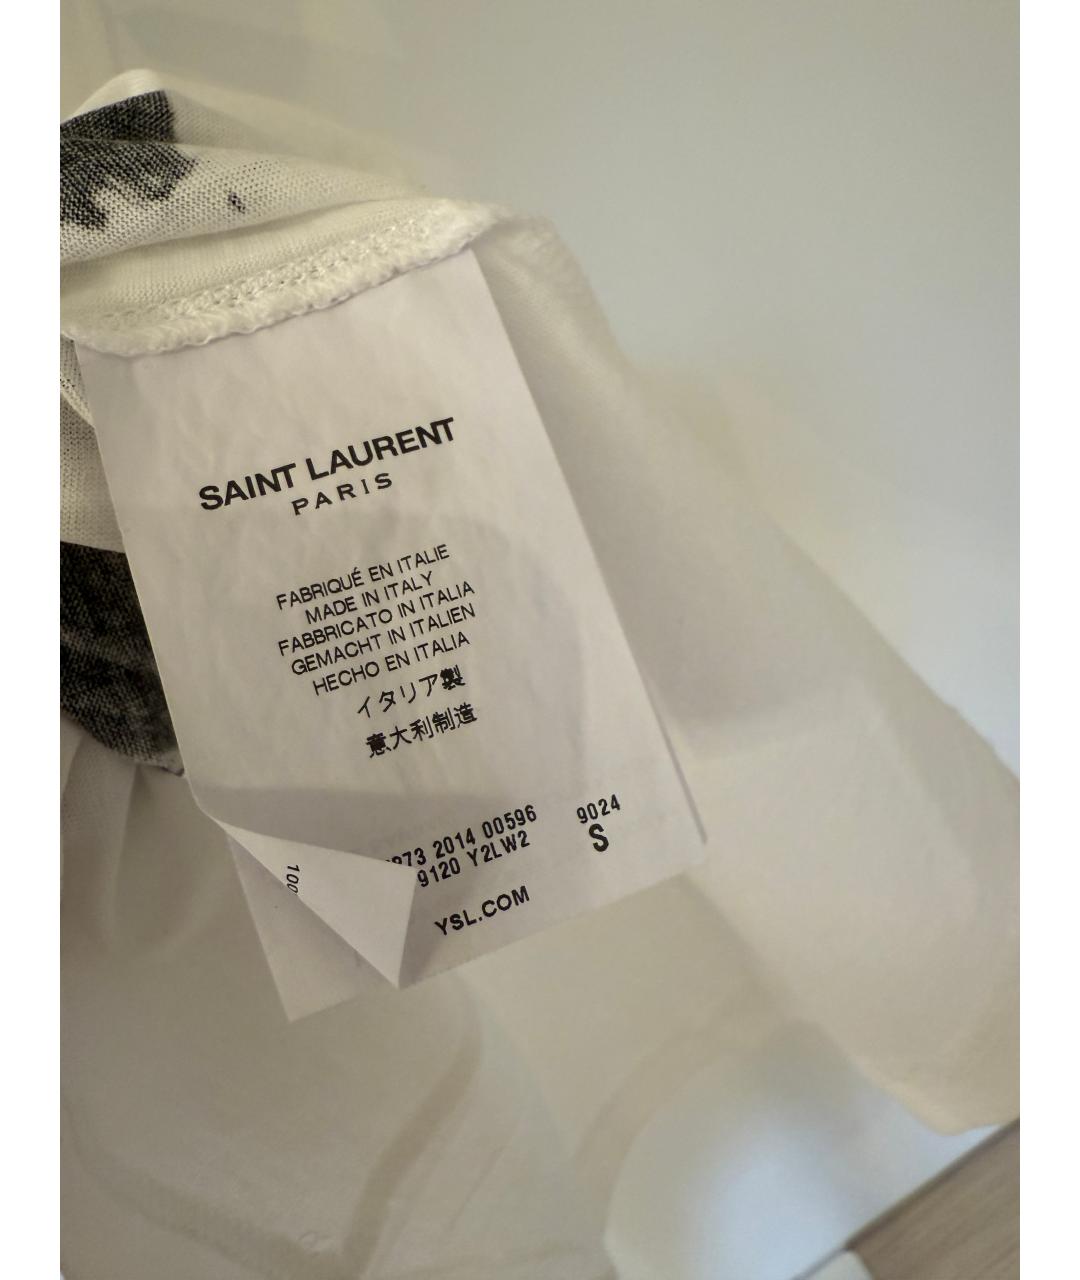 SAINT LAURENT
PARIS
FABRIQUÉ EN ITALIE
MADE IN ITALY
FABBRICATO IN ITALIA
GEMACHT IN ITALIEN
HECHO EN ITALIA
イタリア製
意大利制造
2014 00596 9024
9120 Y2LW2 S
YSL.COM
100